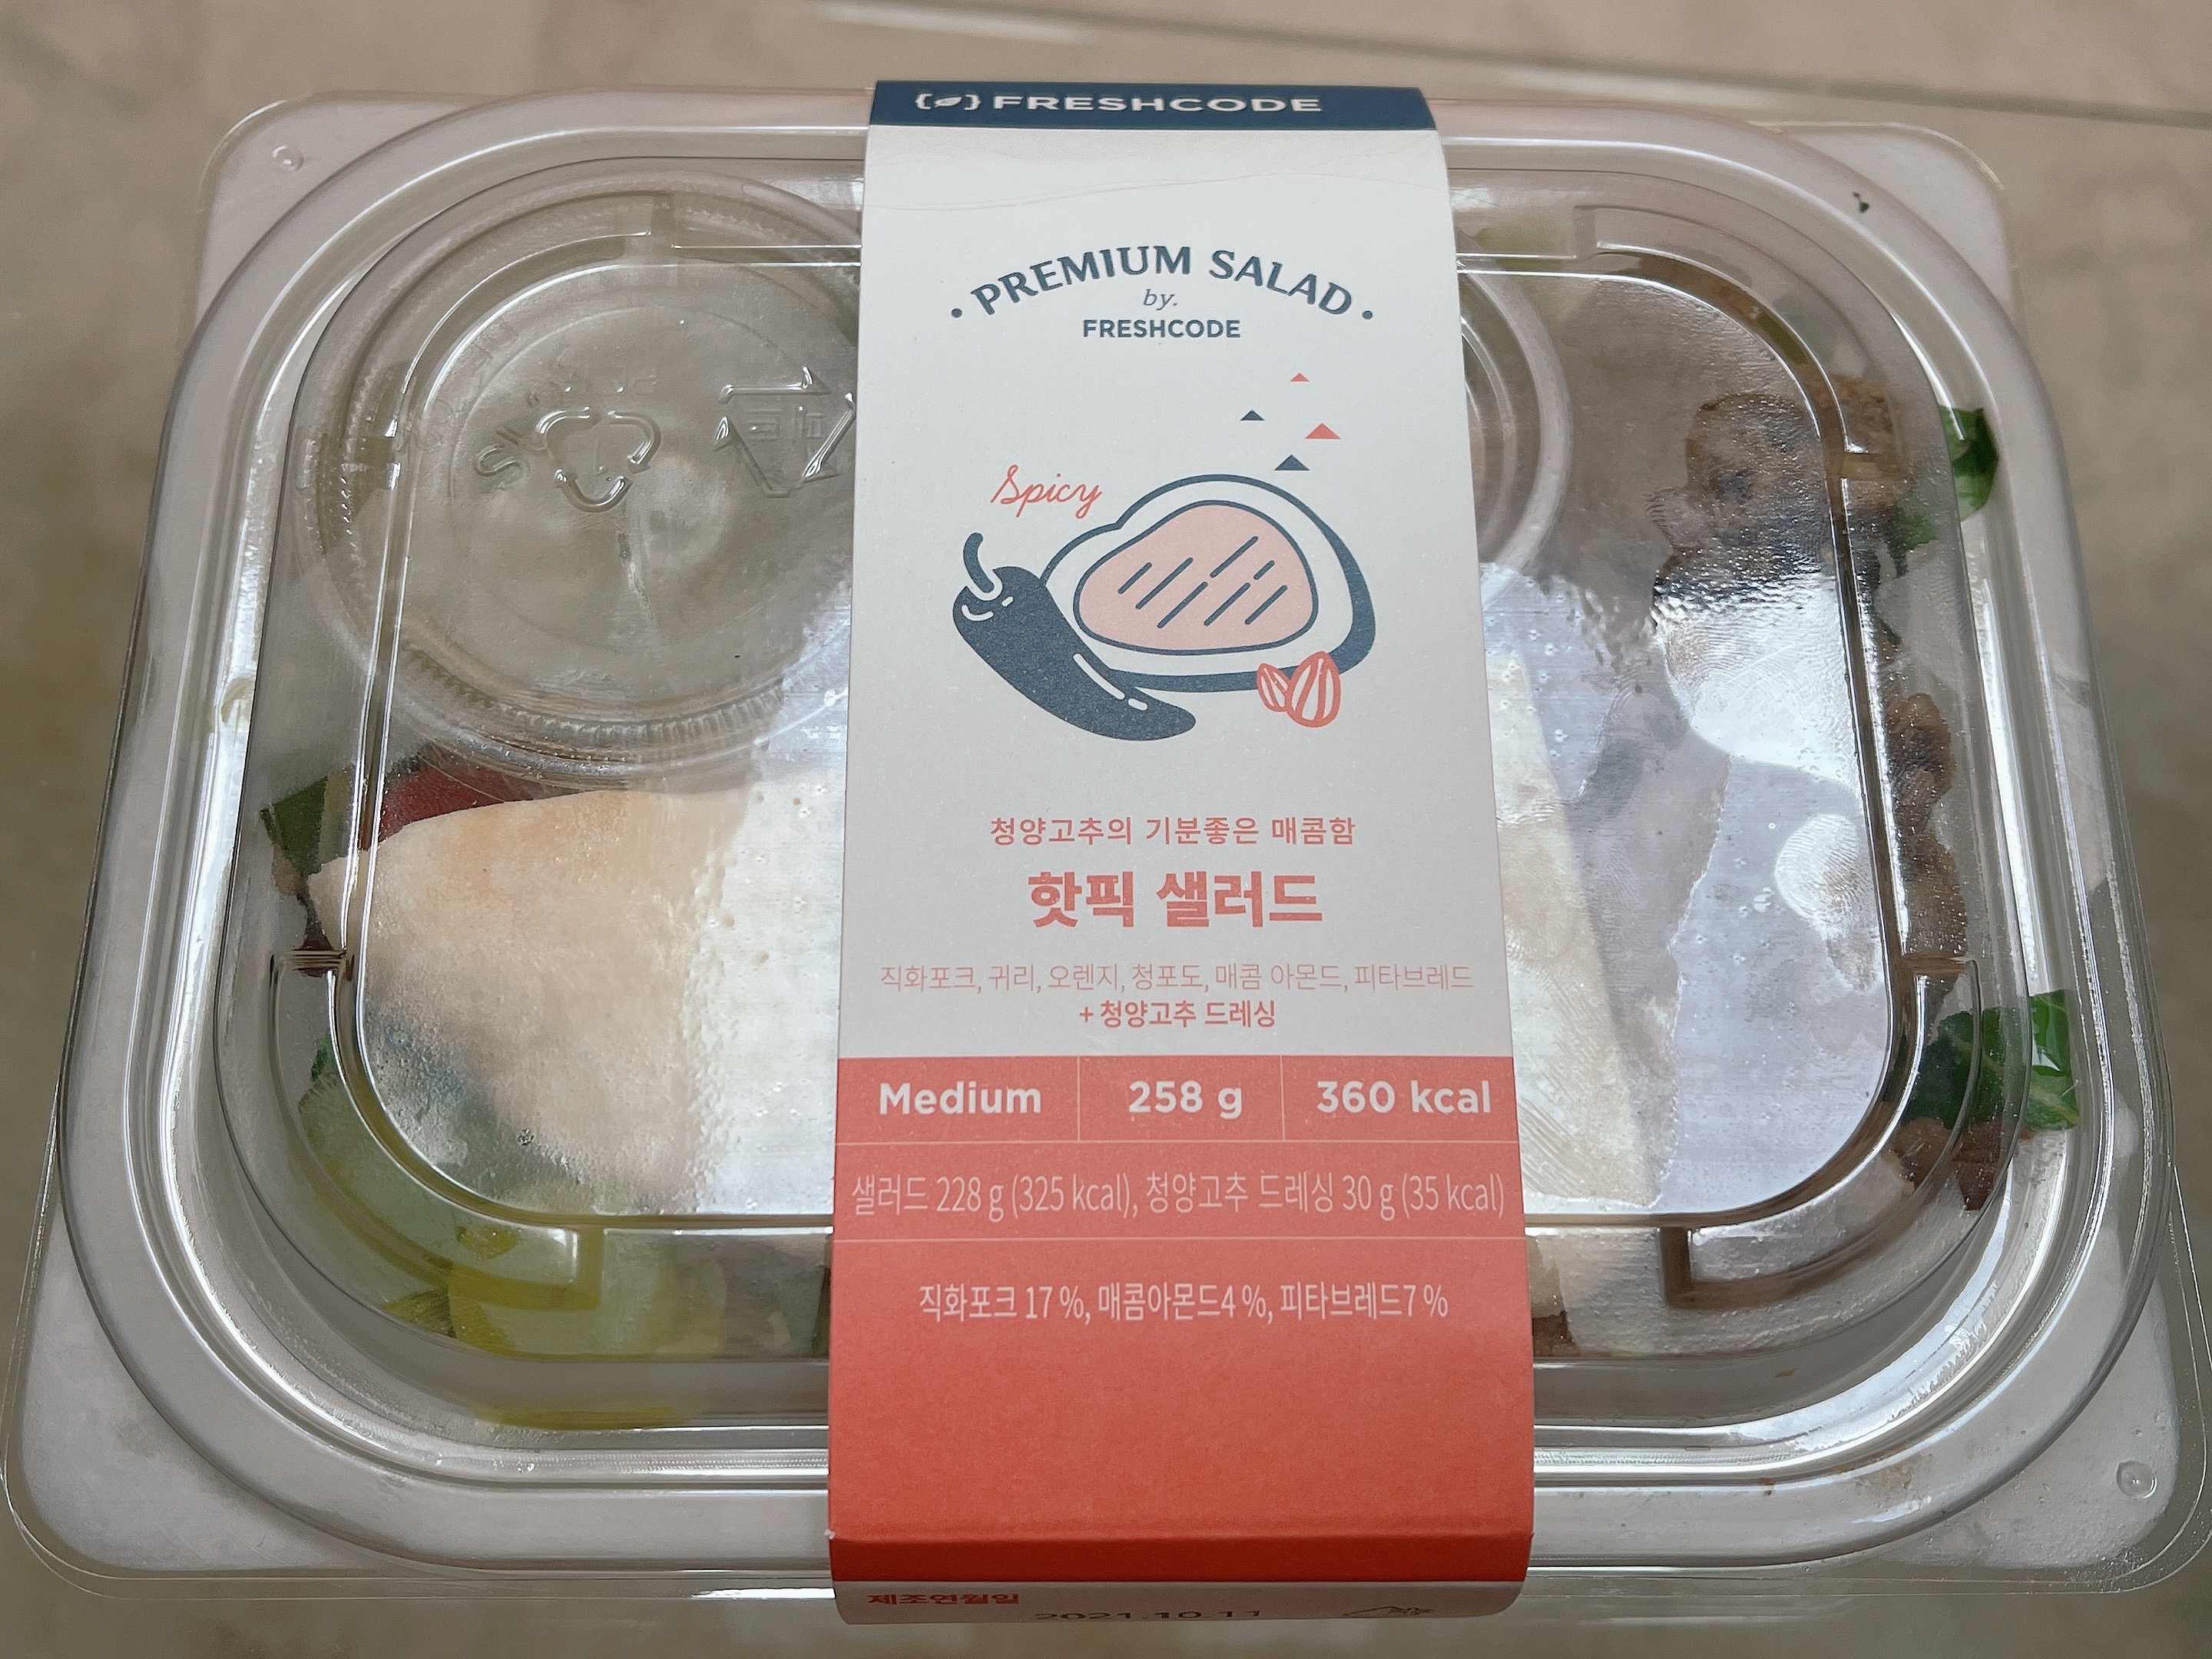 FRESHCODE
· PREMIUM SALAD ·
by.
FRESHCODE
Spicy
청양고추의 기분좋은 매콤함
핫픽 샐러드
직화포크, 귀리, 오렌지, 청포도, 매콤 아몬드, 피타브레드
+ 청양고추 드레싱
Medium 258 g 360 kcal
샐러드 228 g (325 kcal), 청양고추 드레싱 30 g (35 kcal)
직화포크 17 %, 매콤아몬드4 %, 피타브레드7 %
제조연월일
2021.10.11